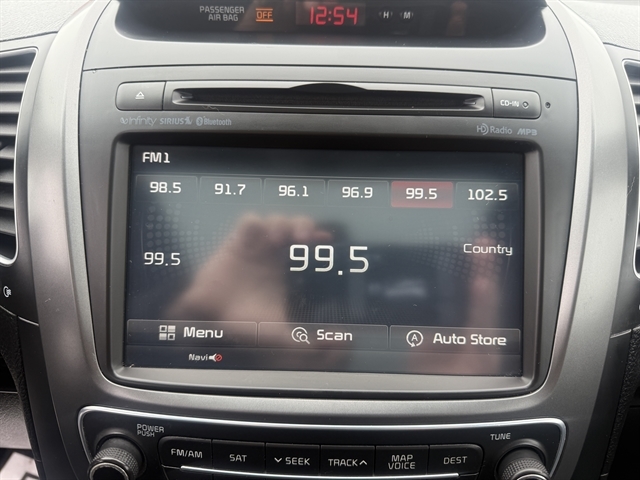 PASSENGER AIR BAG OFF 12:54 H M
CD-IN
infinity SIRIUS Bluetooth HD Radio MP3
FM1
98.5 91.7 96.1 96.9 99.5 102.5
99.5 99.5 Country
Menu Scan Auto Store
Navi
POWER PUSH TUNE
FM/AM SAT SEEK TRACK MAP VOICE DEST